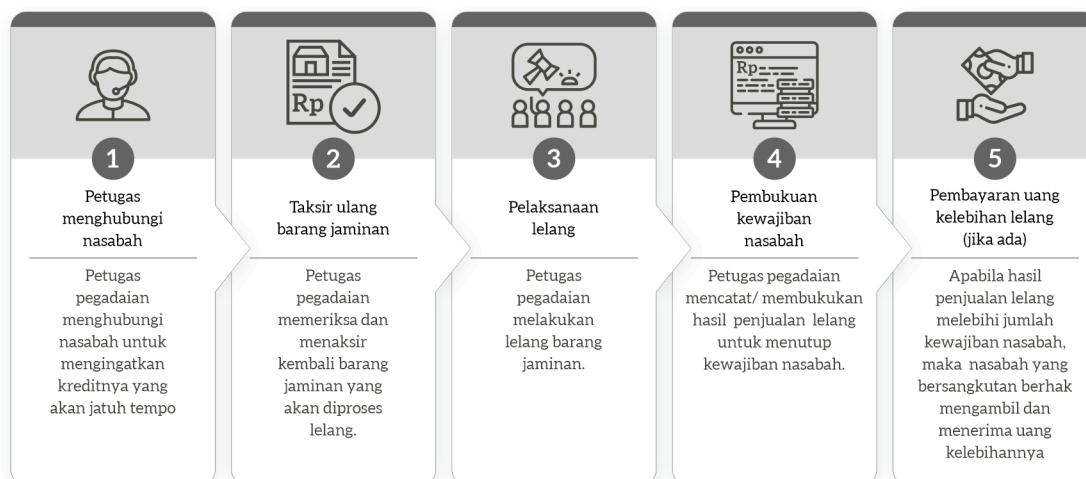 Rp
Rp
1
Petugas
menghubungi
nasabah
Petugas
pegadaian
menghubungi
nasabah untuk
mengingatkan
kreditnya yang
akan jatuh tempo
2
Taksir ulang
barang jaminan
Petugas
pegadaian
memeriksa dan
menaksir
kembali barang
jaminan yang
akan diproses
lelang.
3
Pelaksanaan
lelang
Petugas
pegadaian
melakukan
lelang barang
jaminan.
4
Pembukuan
kewajiban
nasabah
Petugas pegadaian
mencatat/ membukukan
hasil penjualan lelang
untuk menutup
kewajiban nasabah.
5
Pembayaran uang
kelebihan lelang
(jika ada)
Apabila hasil
penjualan lelang
melebihi jumlah
kewajiban nasabah,
maka nasabah yang
bersangkutan berhak
mengambil dan
menerima uang
kelebihannya